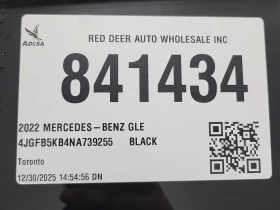 ADESA
RED DEER AUTO WHOLESALE INC
841434
2022 MERCEDES-BENZ GLE
4JGFB5KB4NA739255 BLACK
Toronto
12/30/2025 14:54:56 DN